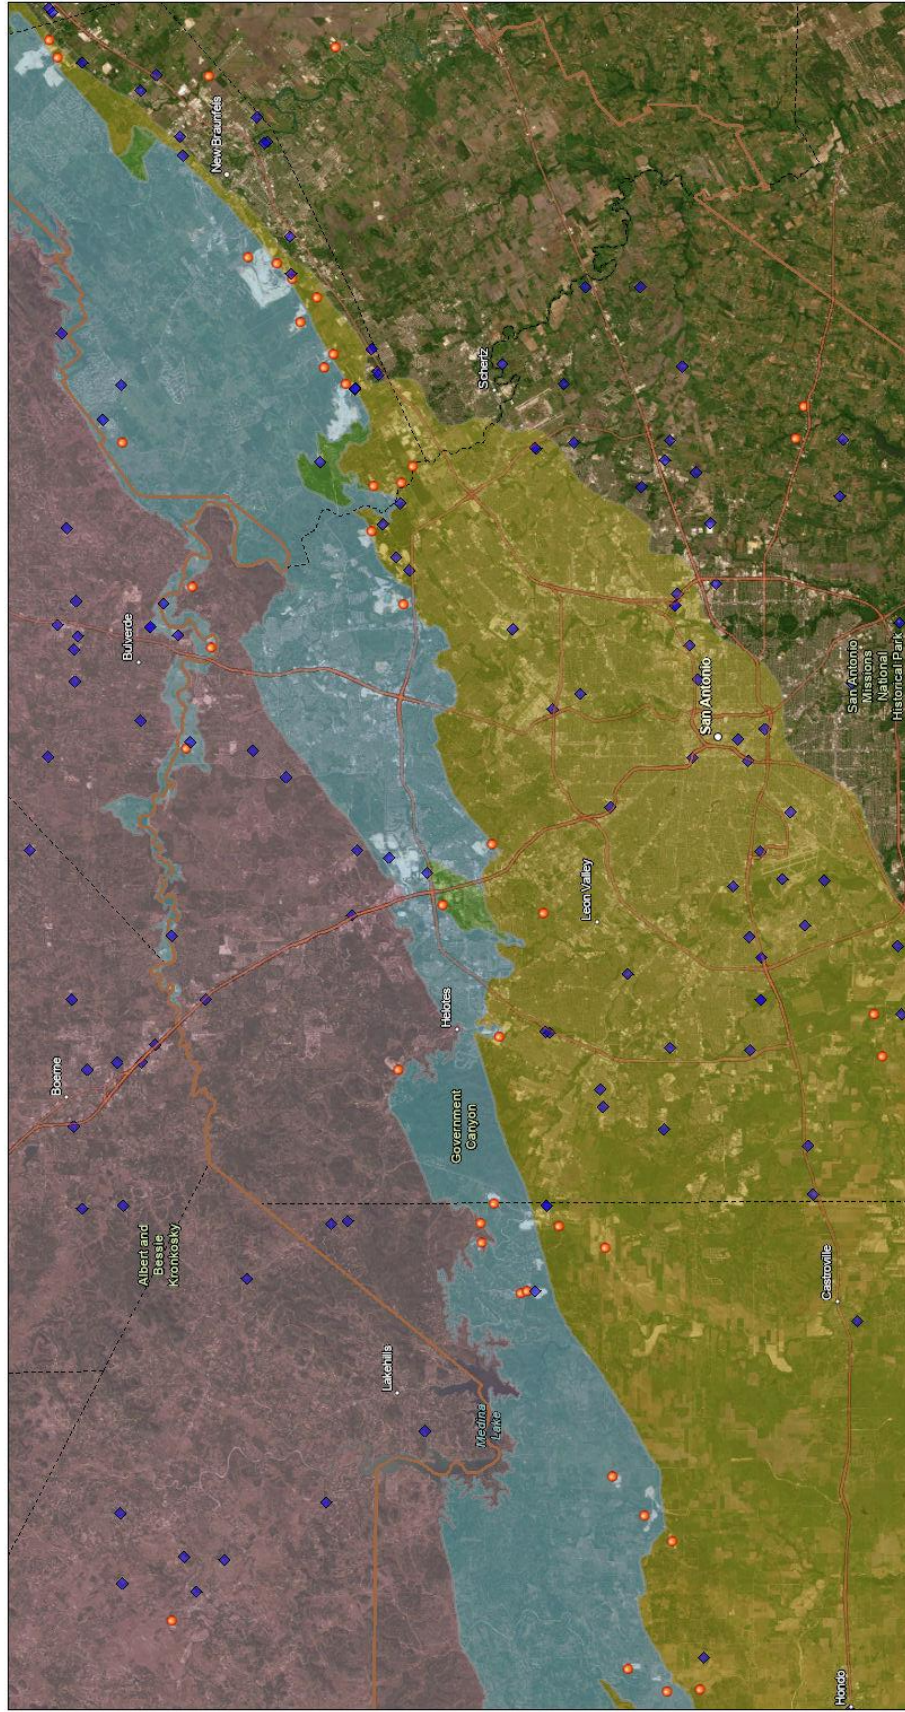 Boerne
Bulverde
Albert and
Bessie
Kronkosky
New Braunfels
Lakehills
Helotes
Government
Canyon
Medina
Lake
Schertz
Leon Valley
San Antonio
Castroville
Hondo
San Antonio
Missions
National
Historical Park